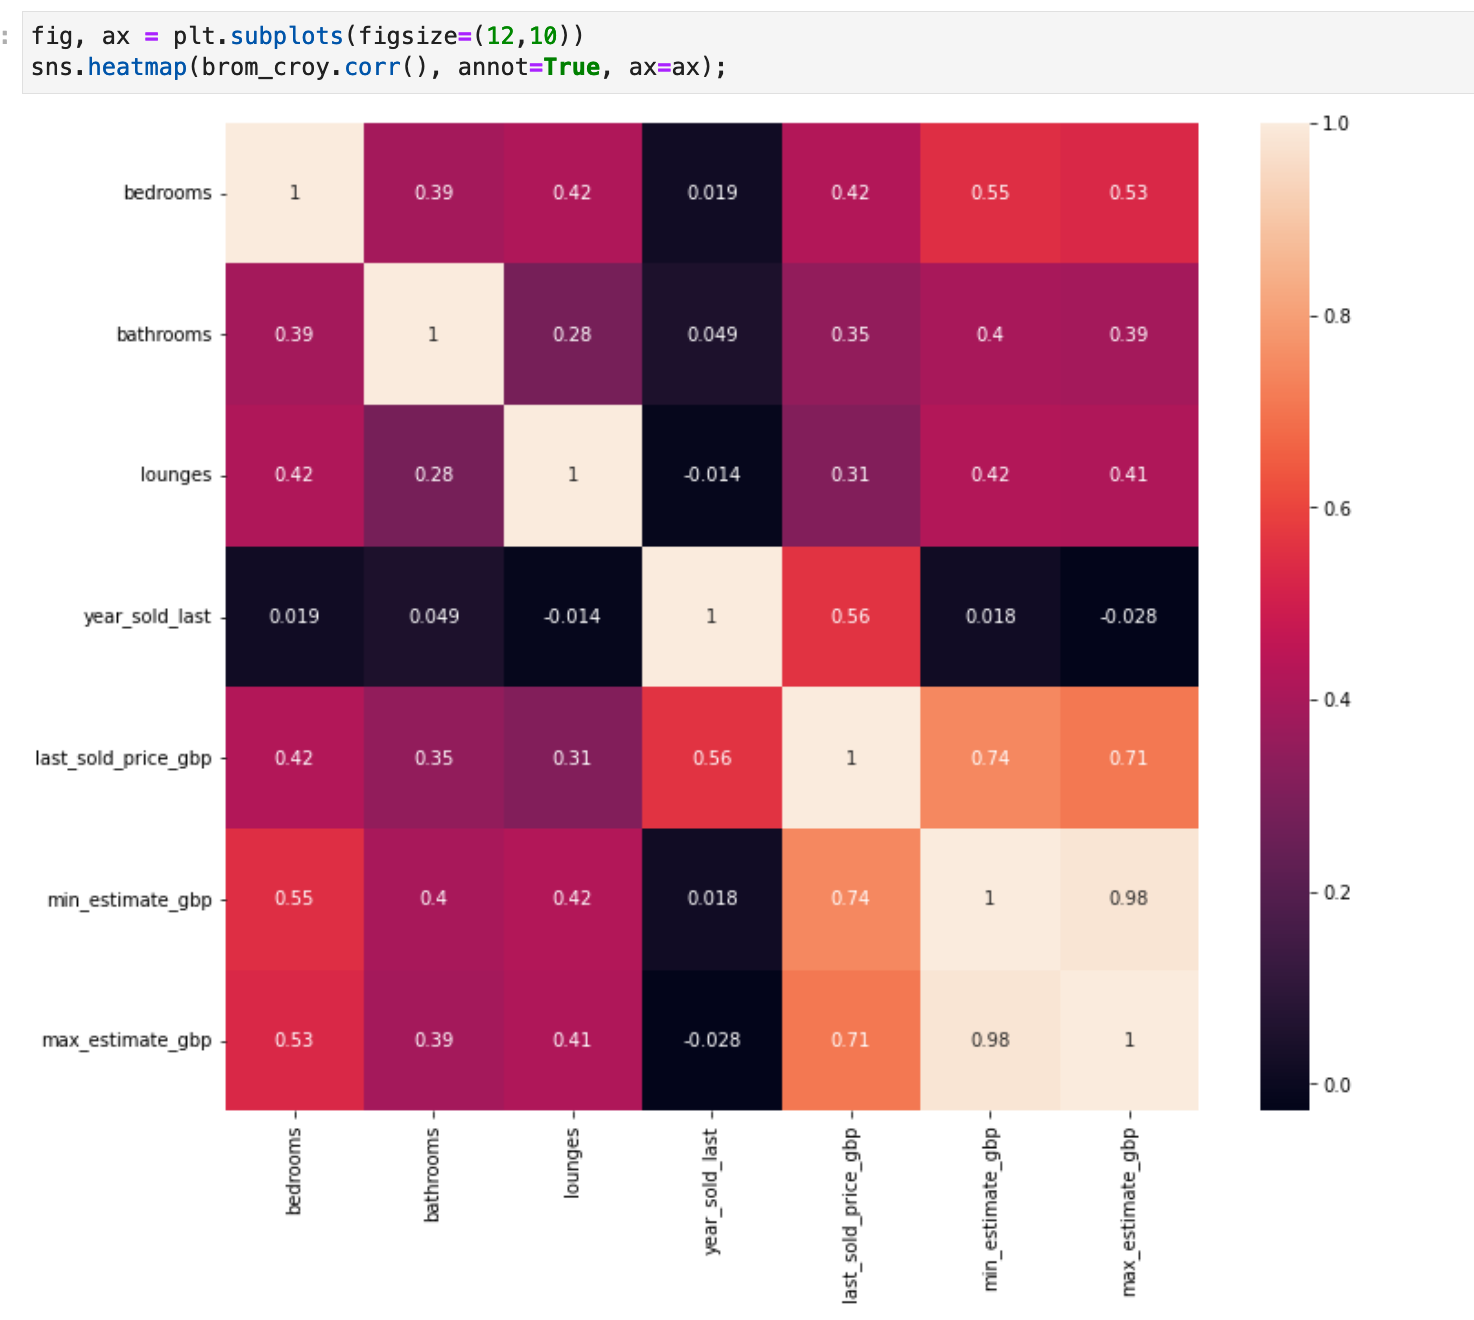 : fig, ax = plt.subplots(figsize=(12,10))
sns.heatmap(brom_croy.corr(), annot=True, ax=ax);
bedrooms 1 0.39 0.42 0.019 0.42 0.55 0.53
bathrooms 0.39 1 0.28 0.049 0.35 0.4 0.39
lounges 0.42 0.28 1 -0.014 0.31 0.42 0.41
year_sold_last 0.019 0.049 -0.014 1 0.56 0.018 -0.028
last_sold_price_gbp 0.42 0.35 0.31 0.56 1 0.74 0.71
min_estimate_gbp 0.55 0.4 0.42 0.018 0.74 1 0.98
max_estimate_gbp 0.53 0.39 0.41 -0.028 0.71 0.98 1
bedrooms
bathrooms
lounges
year_sold_last
last_sold_price_gbp
min_estimate_gbp
max_estimate_gbp
1.0
0.8
0.6
0.4
0.2
0.0